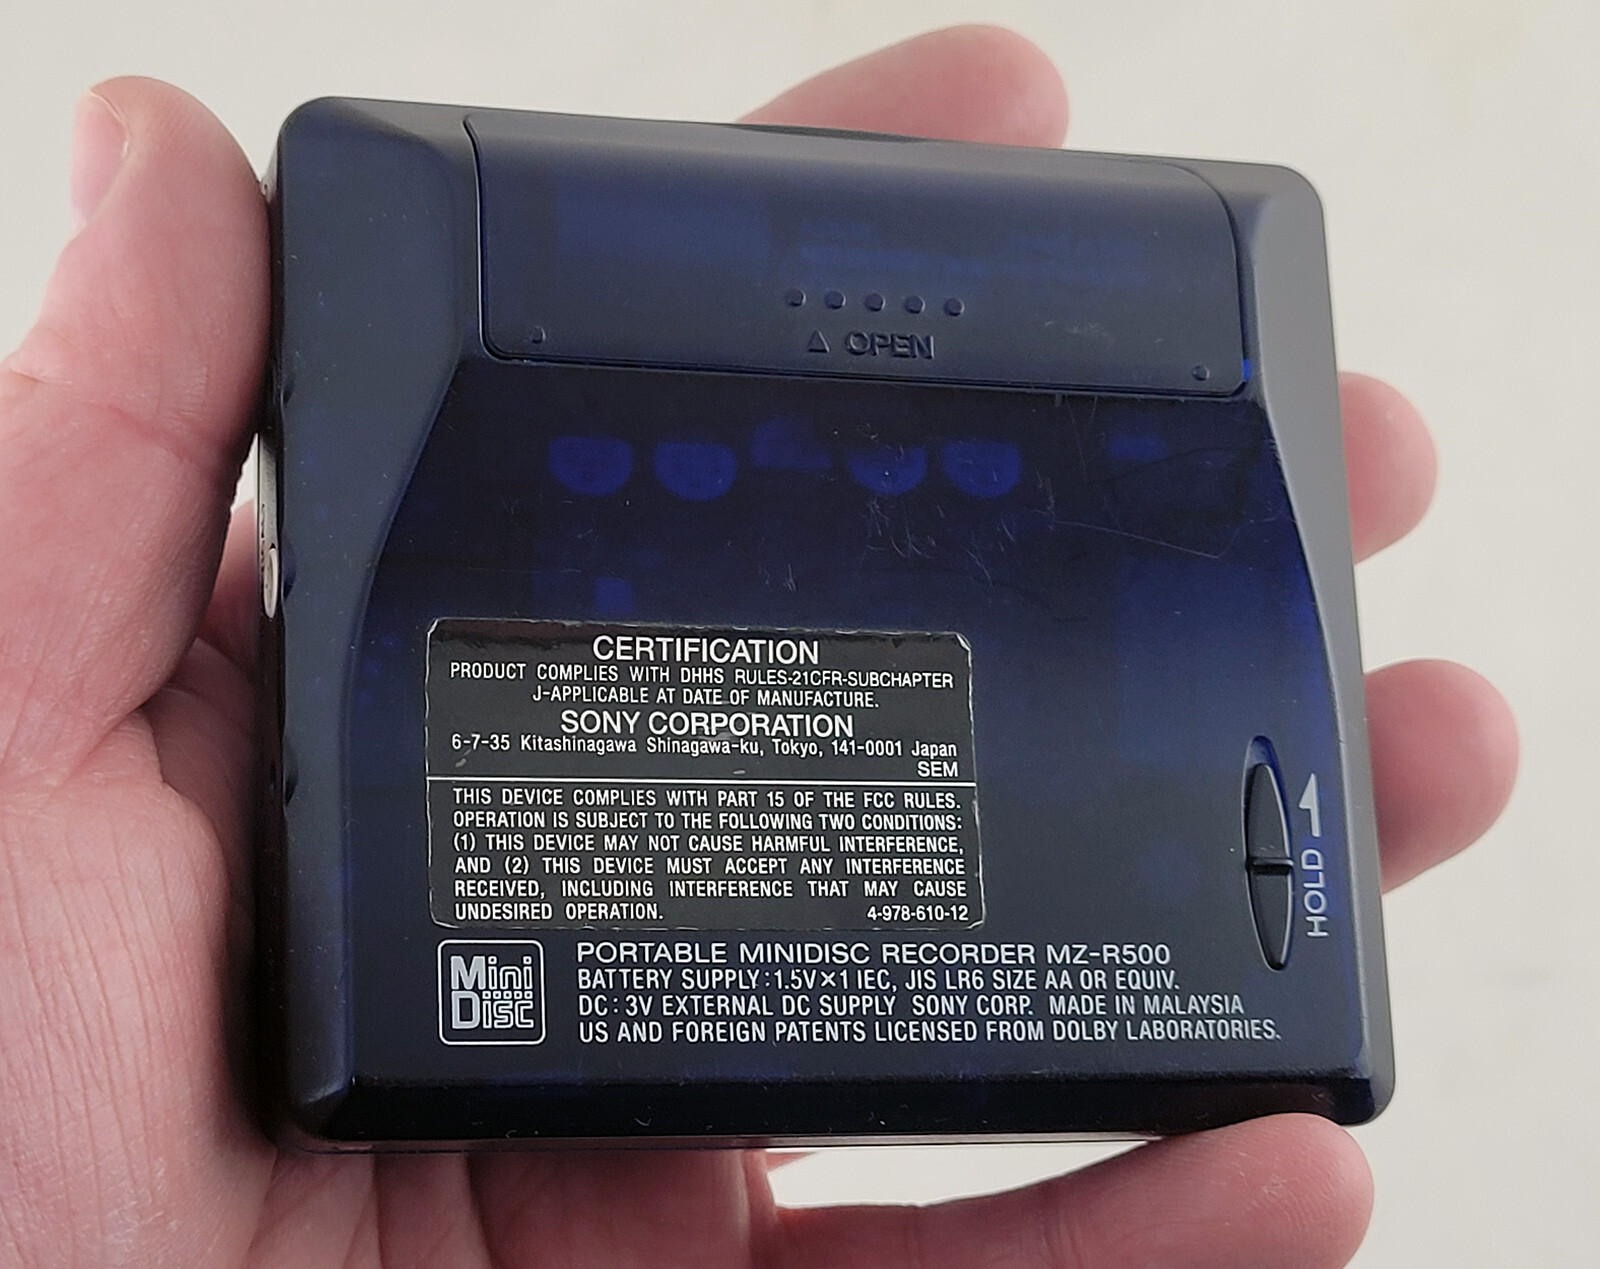 △ OPEN
CERTIFICATION
PRODUCT COMPLIES WITH DHHS RULES-21CFR-SUBCHAPTER
J-APPLICABLE AT DATE OF MANUFACTURE.
SONY CORPORATION
6-7-35 Kitashinagawa Shinagawa-ku, Tokyo, 141-0001 Japan
SEM
THIS DEVICE COMPLIES WITH PART 15 OF THE FCC RULES.
OPERATION IS SUBJECT TO THE FOLLOWING TWO CONDITIONS:
(1) THIS DEVICE MAY NOT CAUSE HARMFUL INTERFERENCE,
AND (2) THIS DEVICE MUST ACCEPT ANY INTERFERENCE
RECEIVED, INCLUDING INTERFERENCE THAT MAY CAUSE
UNDESIRED OPERATION. 4-978-610-12
HOLD
Mini
Disc
PORTABLE MINIDISC RECORDER MZ-R500
BATTERY SUPPLY:1.5V×1 IEC, JIS LR6 SIZE AA OR EQUIV.
DC: 3V EXTERNAL DC SUPPLY SONY CORP. MADE IN MALAYSIA
US AND FOREIGN PATENTS LICENSED FROM DOLBY LABORATORIES.